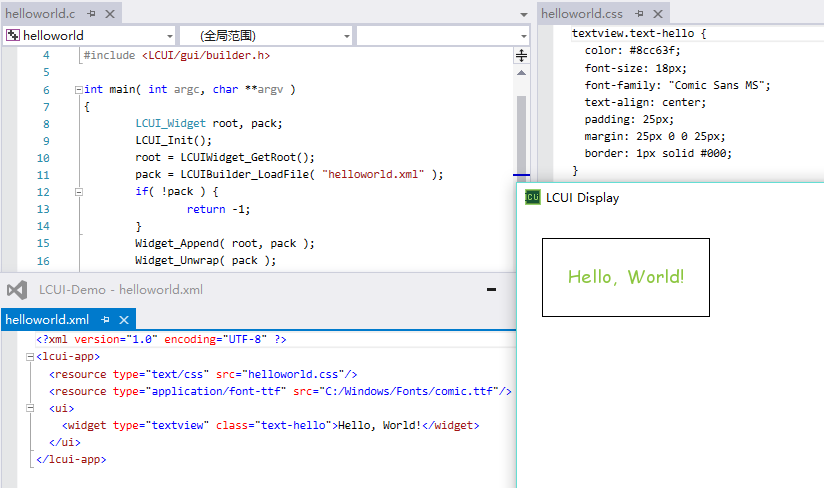 helloworld.c
helloworld
(全局范围)
4 #include <LCUI/gui/builder.h>
5
6 int main( int argc, char **argv )
7 {
8 LCUI_Widget root, pack;
9 LCUI_Init();
10 root = LCUIWidget_GetRoot();
11 pack = LCUIBuilder_LoadFile( "helloworld.xml" );
12 if( !pack ) {
13 return -1;
14 }
15 Widget_Append( root, pack );
16 Widget_Unwrap( pack );
helloworld.css
textview.text-hello {
color: #8cc63f;
font-size: 18px;
font-family: "Comic Sans MS";
text-align: center;
padding: 25px;
margin: 25px 0 0 25px;
border: 1px solid #000;
}
LCUI Display
Hello, World!
LCUI-Demo - helloworld.xml
helloworld.xml
<?xml version="1.0" encoding="UTF-8" ?>
<lcui-app>
<resource type="text/css" src="helloworld.css"/>
<resource type="application/font-ttf" src="C:/Windows/Fonts/comic.ttf"/>
<ui>
<widget type="textview" class="text-hello">Hello, World!</widget>
</ui>
</lcui-app>